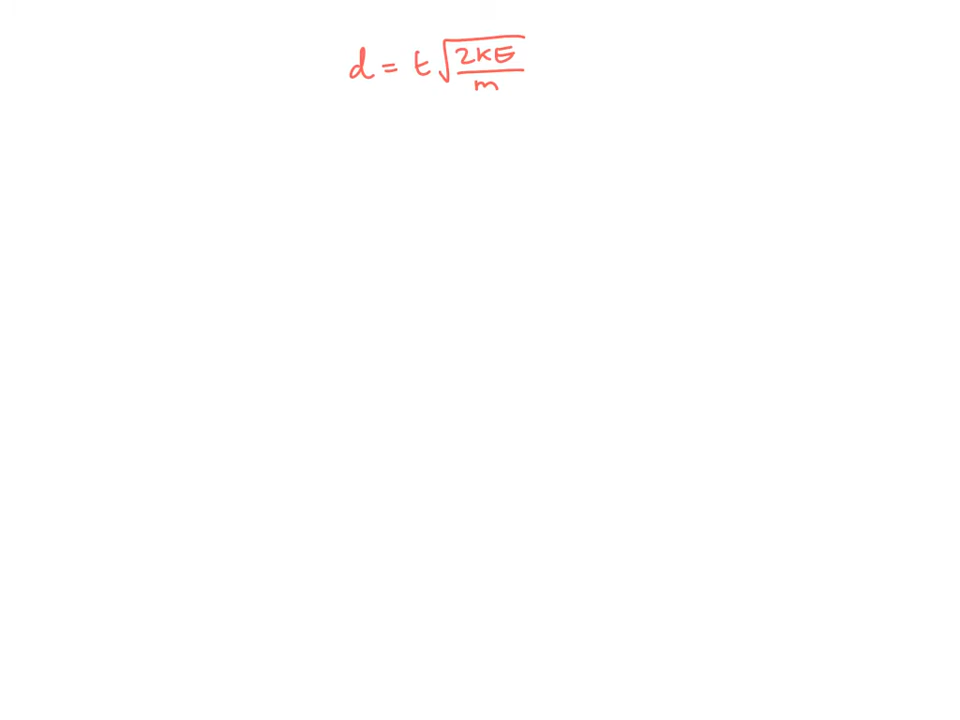 d = t√(2KE/m)